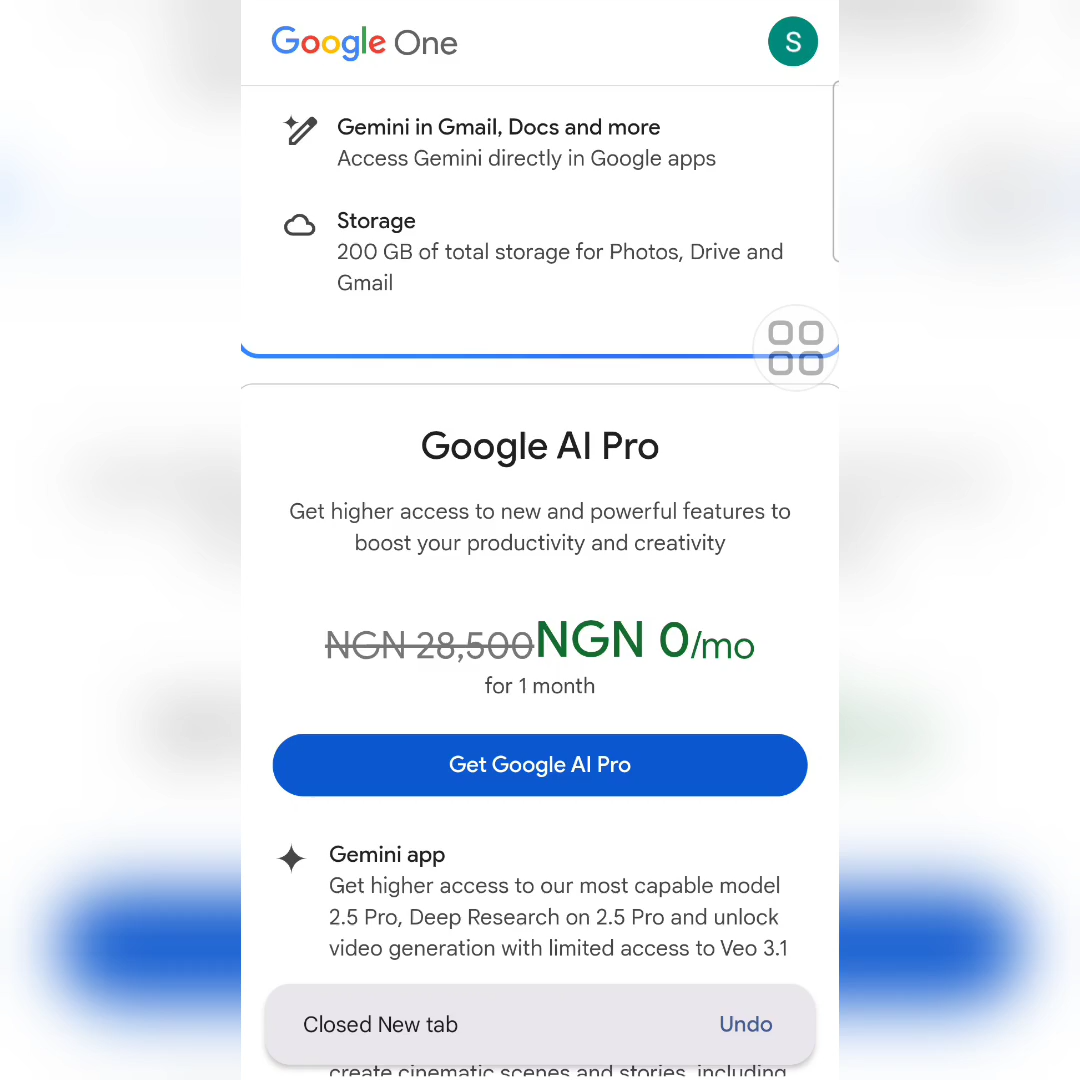 Google One
S
Gemini in Gmail, Docs and more
Access Gemini directly in Google apps
Storage
200 GB of total storage for Photos, Drive and
Gmail
Google AI Pro
Get higher access to new and powerful features to
boost your productivity and creativity
NGN 28,500 NGN 0/mo
for 1 month
Get Google AI Pro
Gemini app
Get higher access to our most capable model
2.5 Pro, Deep Research on 2.5 Pro and unlock
video generation with limited access to Veo 3.1
Closed New tab Undo
create cinematic scenes and stories, including